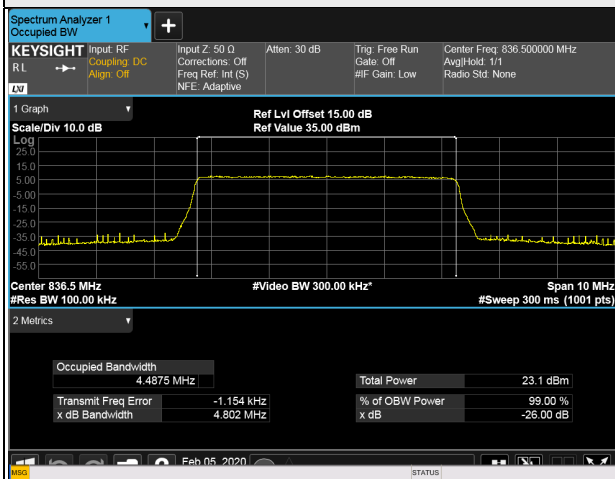 Spectrum Analyzer 1
Occupied BW
+
KEYSIGHT
R L
LXI
Input: RF
Coupling: DC
Align: Off
Input Z: 50 Ω
Corrections: Off
Freq Ref: Int (S)
NFE: Adaptive
Atten: 30 dB
Trig: Free Run
Gate: Off
#IF Gain: Low
Center Freq: 836.500000 MHz
Avg|Hold: 1/1
Radio Std: None
1 Graph
Scale/Div 10.0 dB
Ref Lvl Offset 15.00 dB
Ref Value 35.00 dBm
Log
25.0
15.0
5.00
-5.00
-15.0
-25.0
-35.0
-45.0
-55.0
Center 836.5 MHz
#Video BW 300.00 kHz*
Span 10 MHz
#Res BW 100.00 kHz
#Sweep 300 ms (1001 pts)
2 Metrics
Occupied Bandwidth
4.4875 MHz
Total Power 23.1 dBm
Transmit Freq Error -1.154 kHz
% of OBW Power 99.00 %
x dB Bandwidth 4.802 MHz
x dB -26.00 dB
Feb 05, 2020
MSG
STATUS